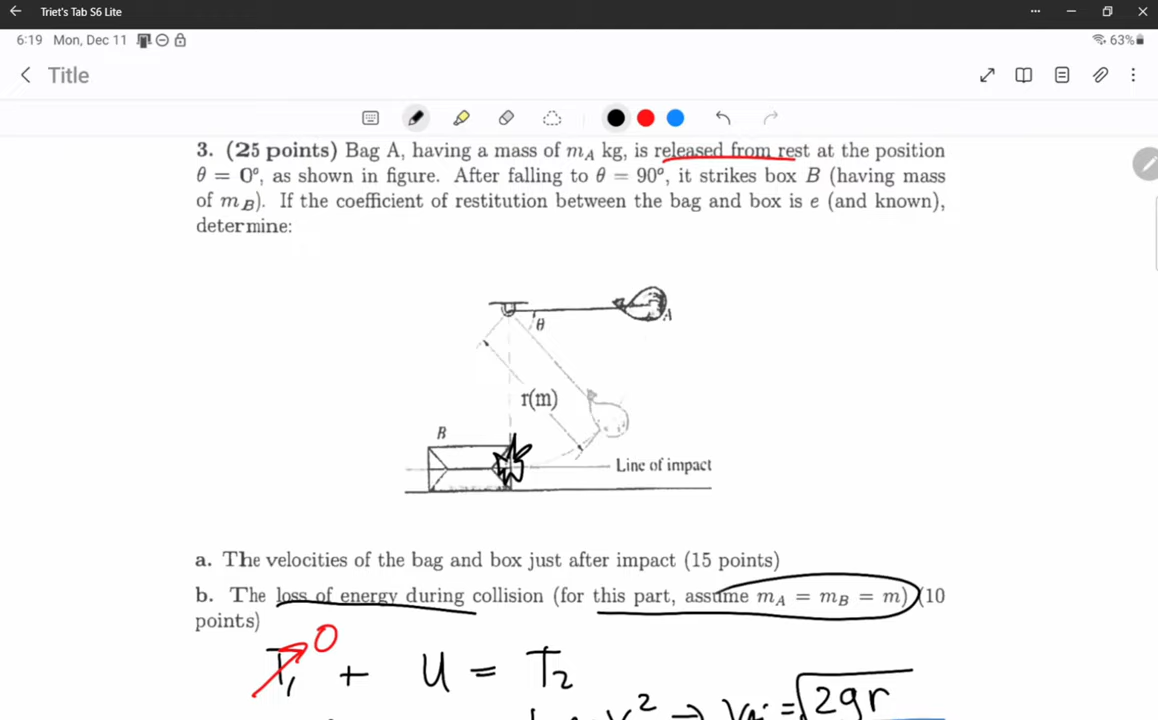 Triet's Tab S6 Lite
6:19 Mon, Dec 11
63%
Title
3. (25 points) Bag A, having a mass of m_A kg, is released from rest at the position
θ = 0°, as shown in figure. After falling to θ = 90°, it strikes box B (having mass
of m_B). If the coefficient of restitution between the bag and box is e (and known),
determine:
A
θ
r(m)
B
Line of impact
a. The velocities of the bag and box just after impact (15 points)
b. The loss of energy during collision (for this part, assume m_A = m_B = m) (10
points)
0
T₁ + U = T₂
v² → = √2gr